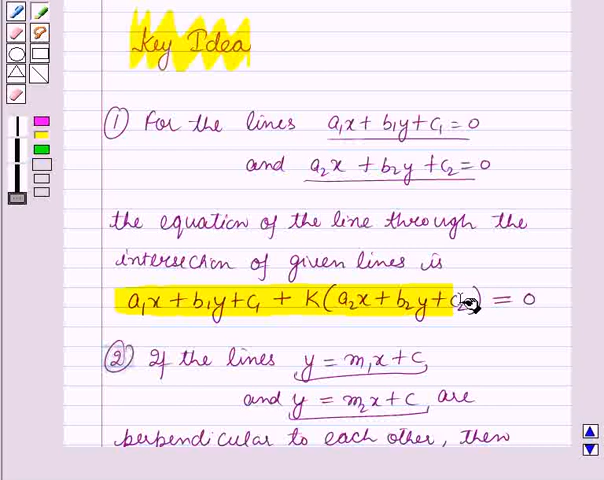 Key Idea
① For the lines a₁x + b₁y + c₁ = 0
and a₂x + b₂y + c₂ = 0
the equation of the line through the
intersection of given lines is
a₁x + b₁y + c₁ + K(a₂x + b₂y + c₂) = 0
② If the lines y = m₁x + c,
and y = m₂x + c, are
perpendicular to each other, then